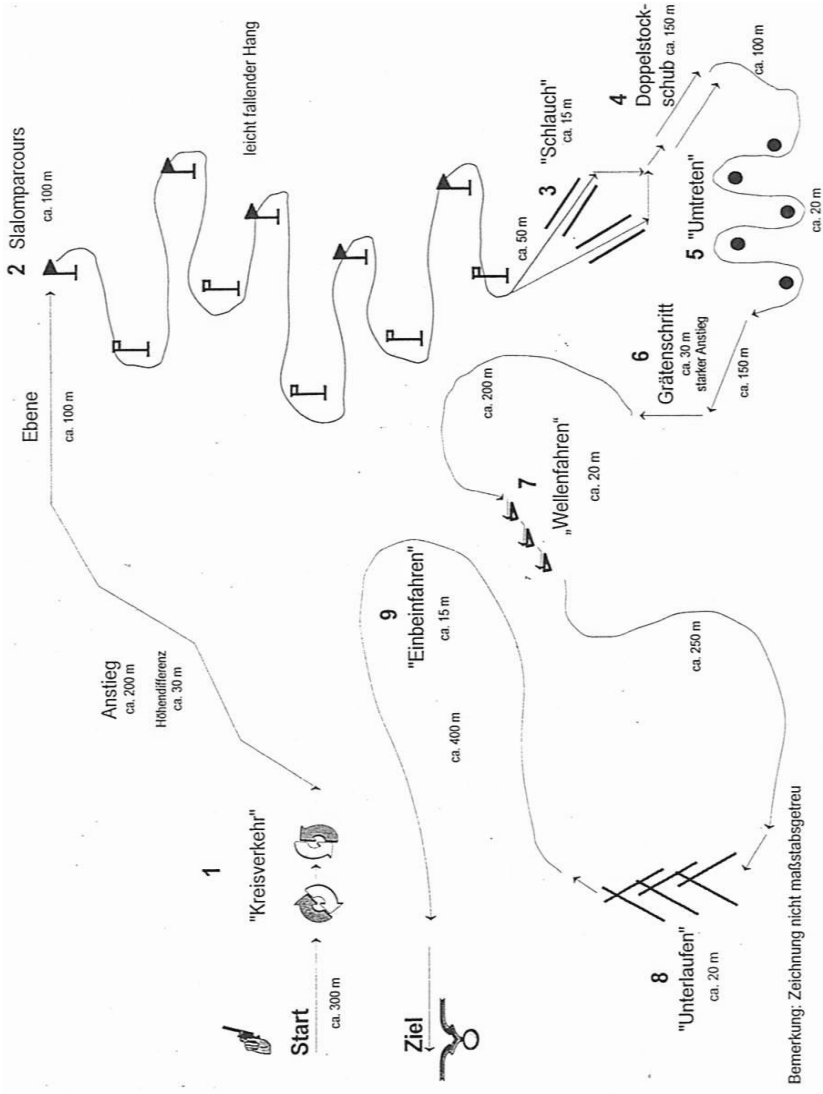 Start
ca. 300 m
1
"Kreisverkehr"
Anstieg
ca. 200 m
Höhendifferenz
ca. 30 m
Ebene
ca. 100 m
2 Slalomparcours
ca. 100 m
leicht fallender Hang
ca. 50 m
3 "Schlauch"
ca. 15 m
4
Doppelstock-
schub ca. 150 m
ca. 100 m
5 "Umtreten"
ca. 20 m
ca. 150 m
6
Grätenschritt
ca. 30 m
starker Anstieg
ca. 200 m
7
„Wellenfahren“
ca. 20 m
ca. 250 m
8
"Unterlaufen"
ca. 20 m
9
"Einbeinfahren"
ca. 15 m
ca. 400 m
Ziel
Bemerkung: Zeichnung nicht maßstabsgetreu